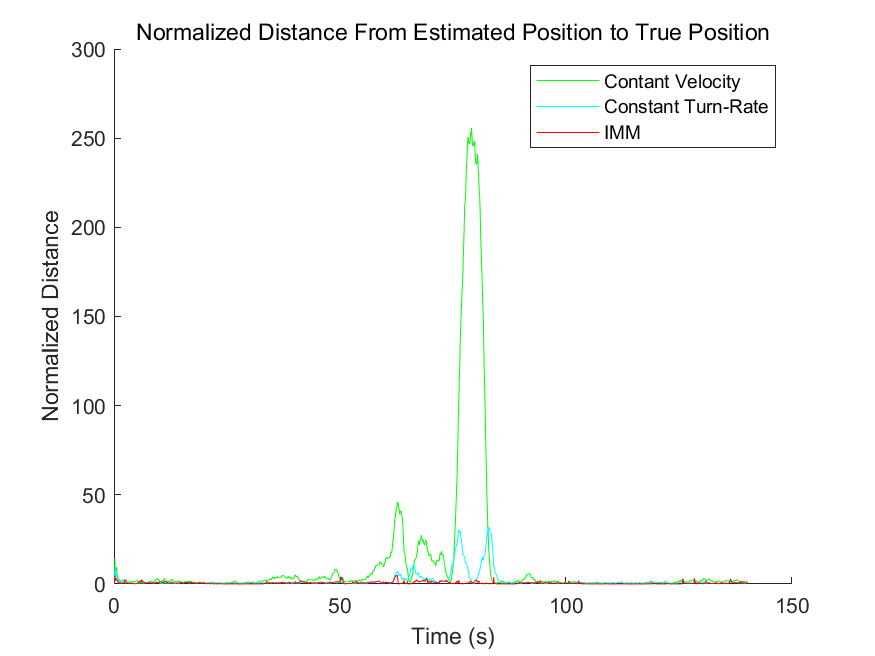 Normalized Distance From Estimated Position to True Position
300
250
200
150
100
50
0
Normalized Distance
Contant Velocity
Constant Turn-Rate
IMM
0
50
100
150
Time (s)